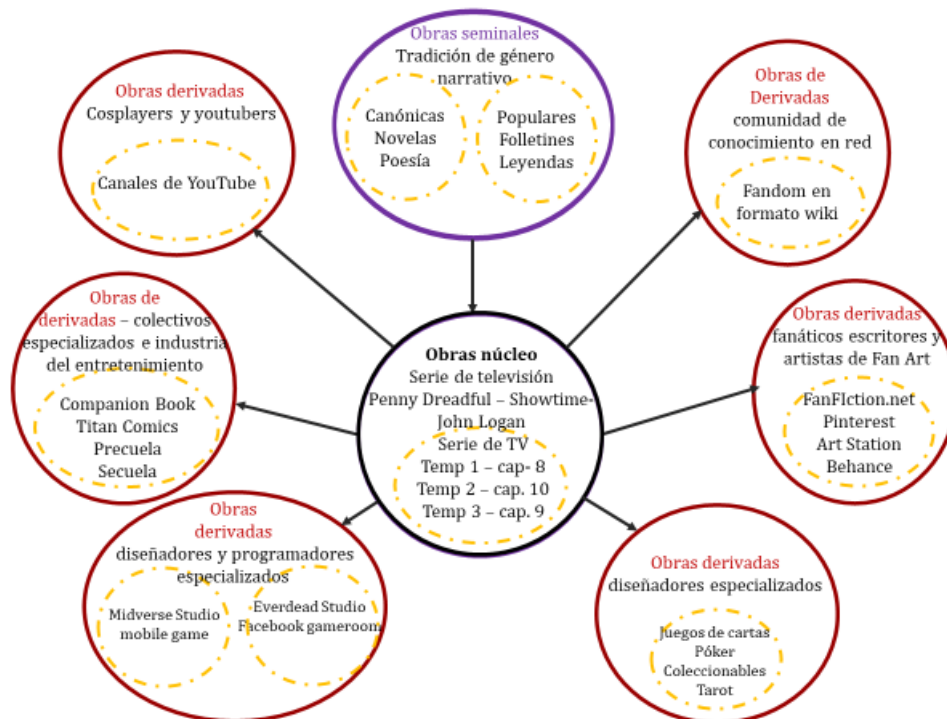 Obras seminales
Tradición de género
narrativo
Canónicas
Novelas
Poesía
Populares
Folletines
Leyendas
Obras derivadas
Cosplayers y youtubers
Canales de YouTube
Obras de
Derivadas
comunidad de
conocimiento en red
Fandom en
formato wiki
Obras de
derivadas – colectivos
especializados e industria
del entretenimiento
Companion Book
Titan Comics
Precuela
Secuela
Obras núcleo
Serie de televisión
Penny Dreadful – Showtime-
John Logan
Serie de TV
Temp 1 – cap- 8
Temp 2 – cap. 10
Temp 3 – cap. 9
Obras derivadas
fanáticos escritores y
artistas de Fan Art
FanFIction.net
Pinterest
Art Station
Behance
Obras
derivadas
diseñadores y programadores
especializados
Midverse Studio
mobile game
Everdead Studio
Facebook gameroom
Obras derivadas
diseñadores especializados
Juegos de cartas
Póker
Coleccionables
Tarot